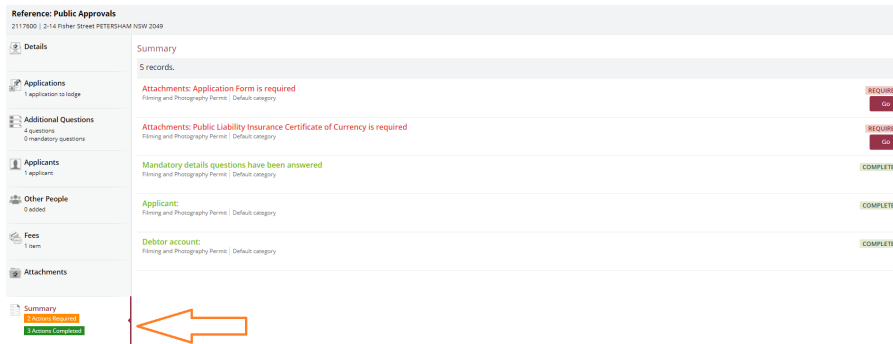 Reference: Public Approvals
2117600 | 2-14 Fisher Street PETERSHAM NSW 2049
Details
Applications
1 application to lodge
Additional Questions
4 questions
0 mandatory questions
Applicants
1 applicant
Other People
0 added
Fees
1 item
Attachments
Summary
2 Actions Required
3 Actions Completed
Summary
5 records.
Attachments: Application Form is required
Filming and Photography Permit | Default category
REQUIRE
Go
Attachments: Public Liability Insurance Certificate of Currency is required
Filming and Photography Permit | Default category
REQUIRE
Go
Mandatory details questions have been answered
Filming and Photography Permit | Default category
COMPLETE
Applicant:
Filming and Photography Permit | Default category
COMPLETE
Debtor account:
Filming and Photography Permit | Default category
COMPLETE